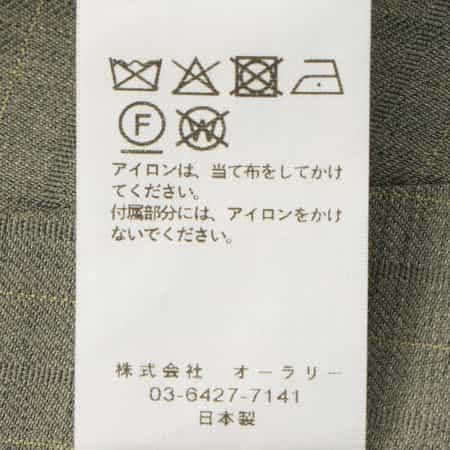 F W
アイロンは、当て布をしてかけ
てください。
付属部分には、アイロンをかけ
ないでください。
株式会社 オーラリー
03-6427-7141
日本製